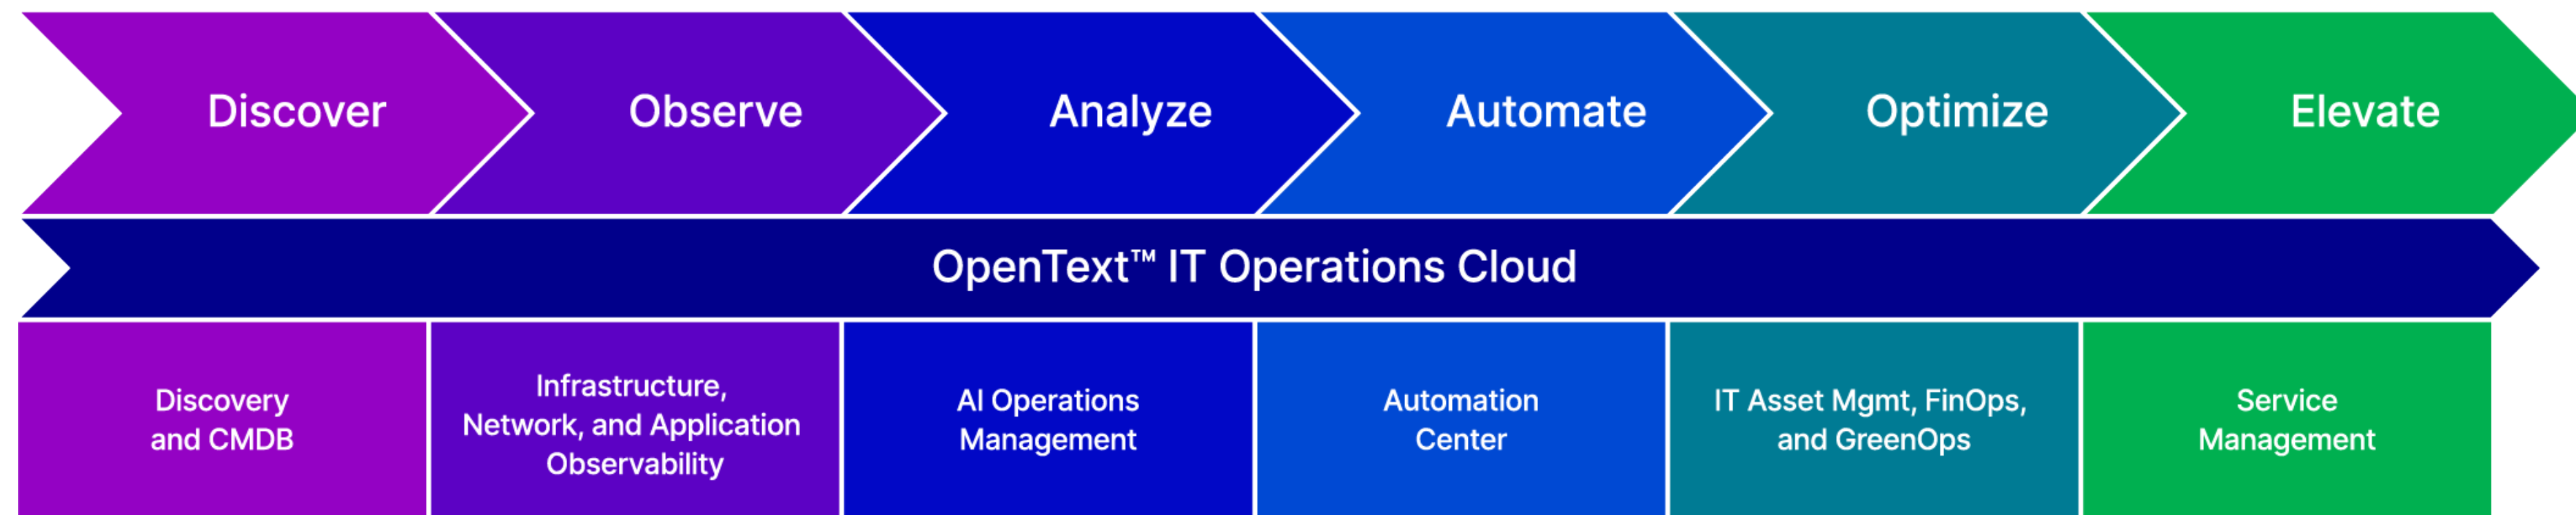 Discover
Observe
Analyze
Automate
Optimize
Elevate
OpenText™ IT Operations Cloud
Discovery
and CMDB
Infrastructure,
Network, and Application
Observability
AI Operations
Management
Automation
Center
IT Asset Mgmt, FinOps,
and GreenOps
Service
Management